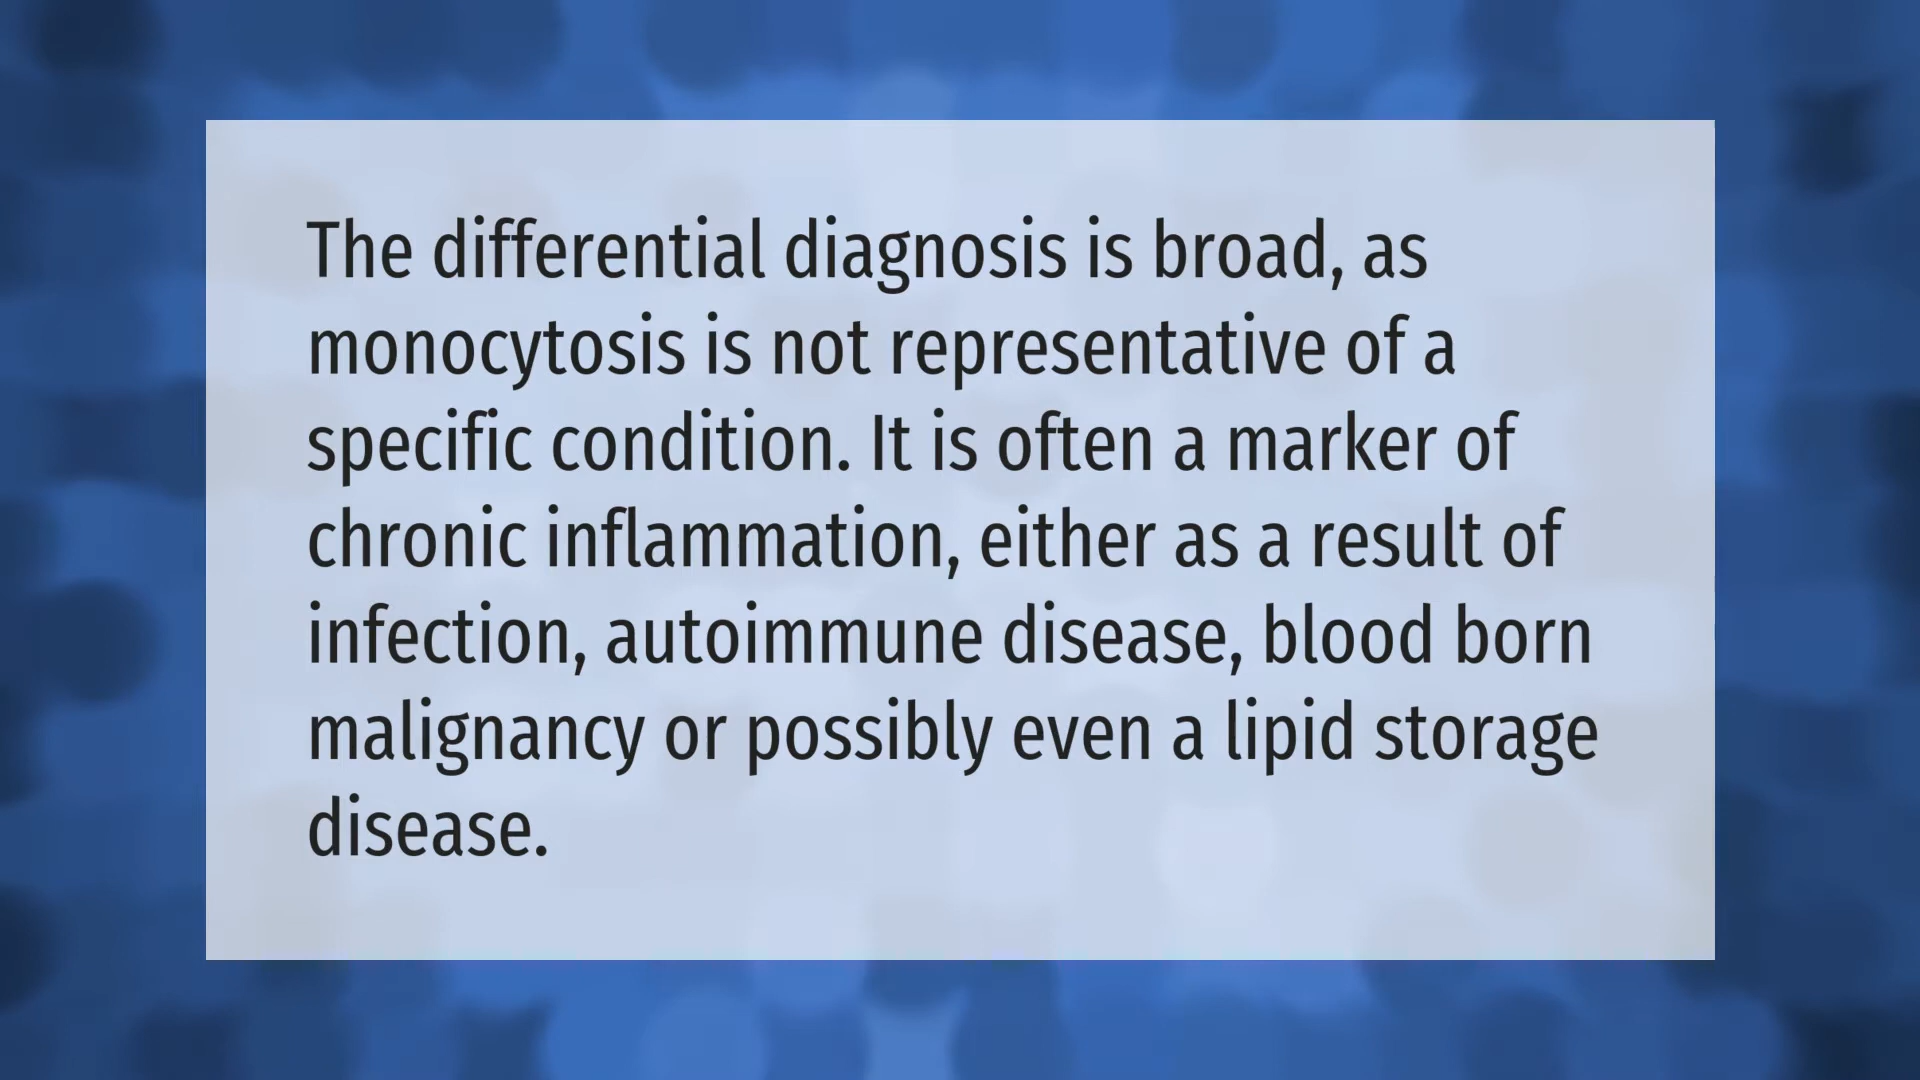 The differential diagnosis is broad, as
monocytosis is not representative of a
specific condition. It is often a marker of
chronic inflammation, either as a result of
infection, autoimmune disease, blood born
malignancy or possibly even a lipid storage
disease.